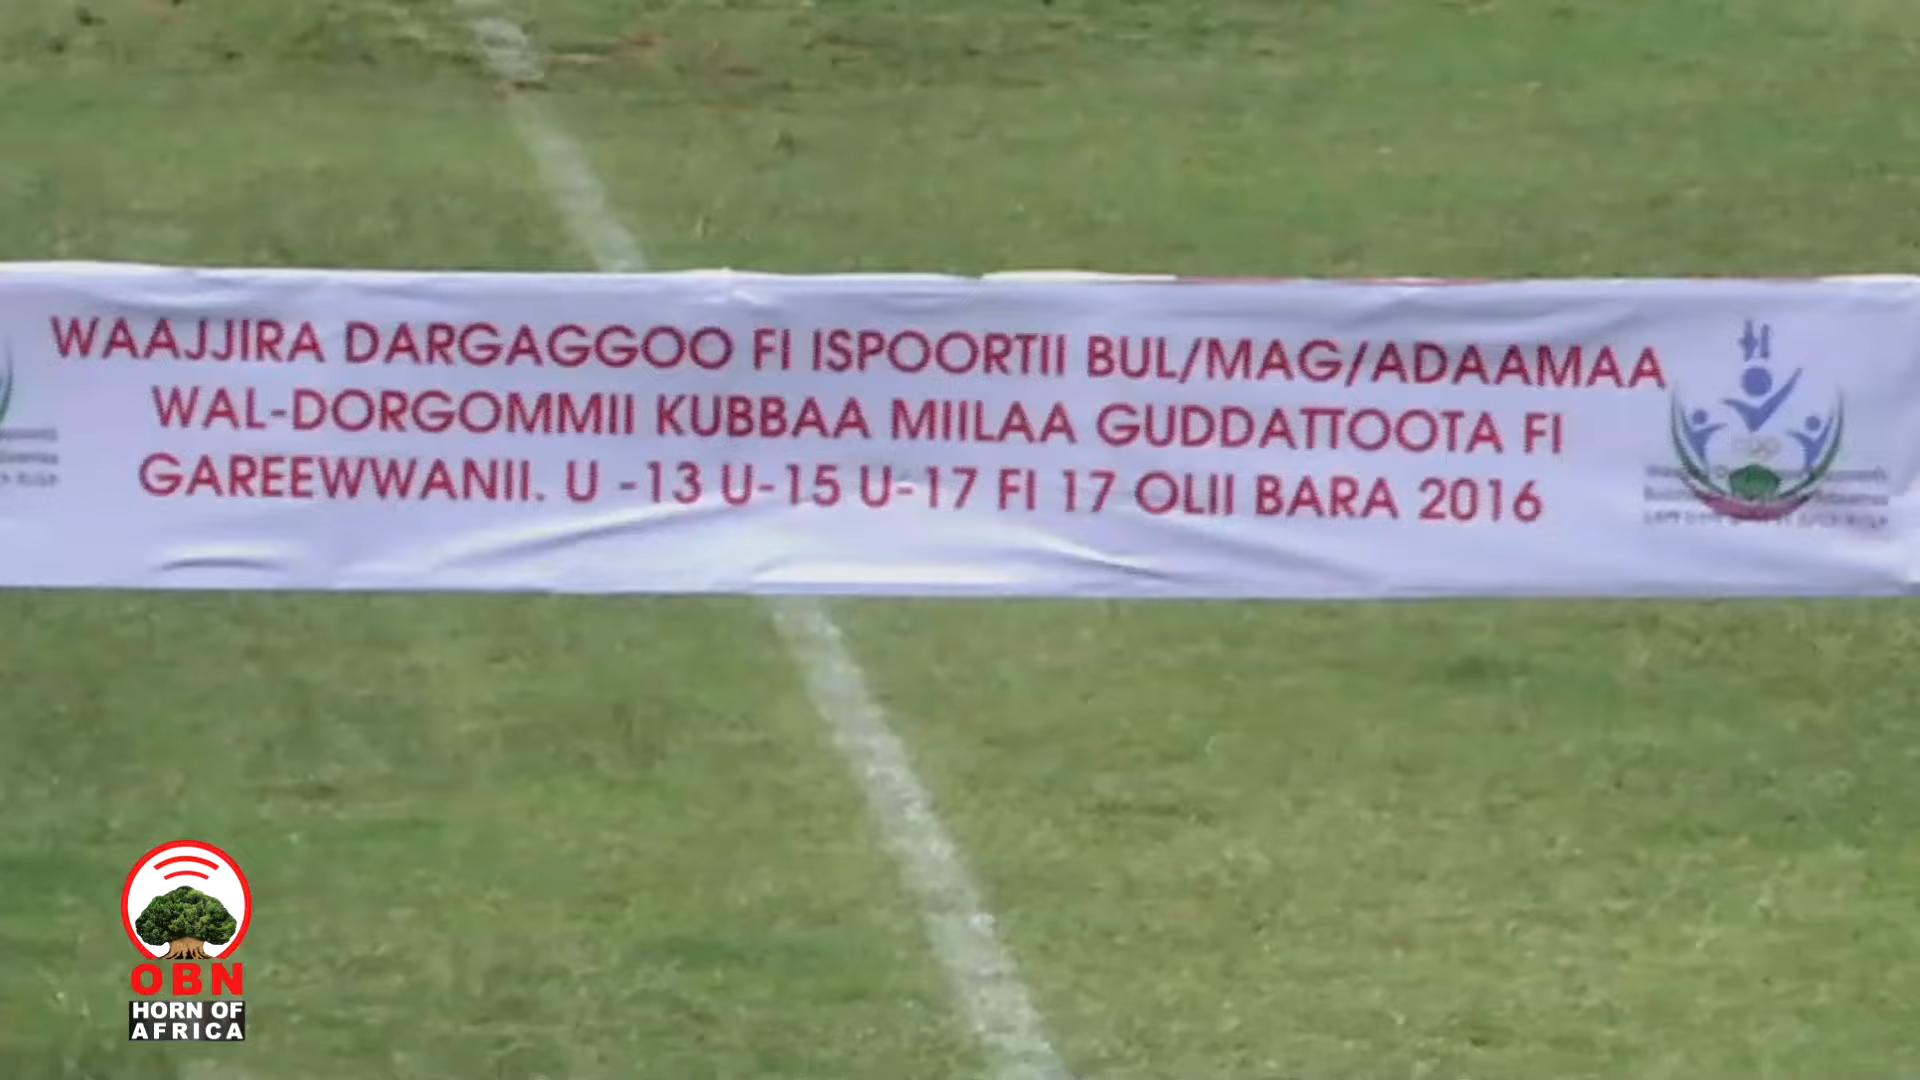 WAAJJIRA DARGAGGOO FI ISPOORTII BUL/MAG/ADAAMAA
WAL-DORGOMMII KUBBAA MIILAA GUDDATTOOTA FI
GAREEWWANII. U -13 U-15 U-17 FI 17 OLII BARA 2016
OBN
HORN OF
AFRICA